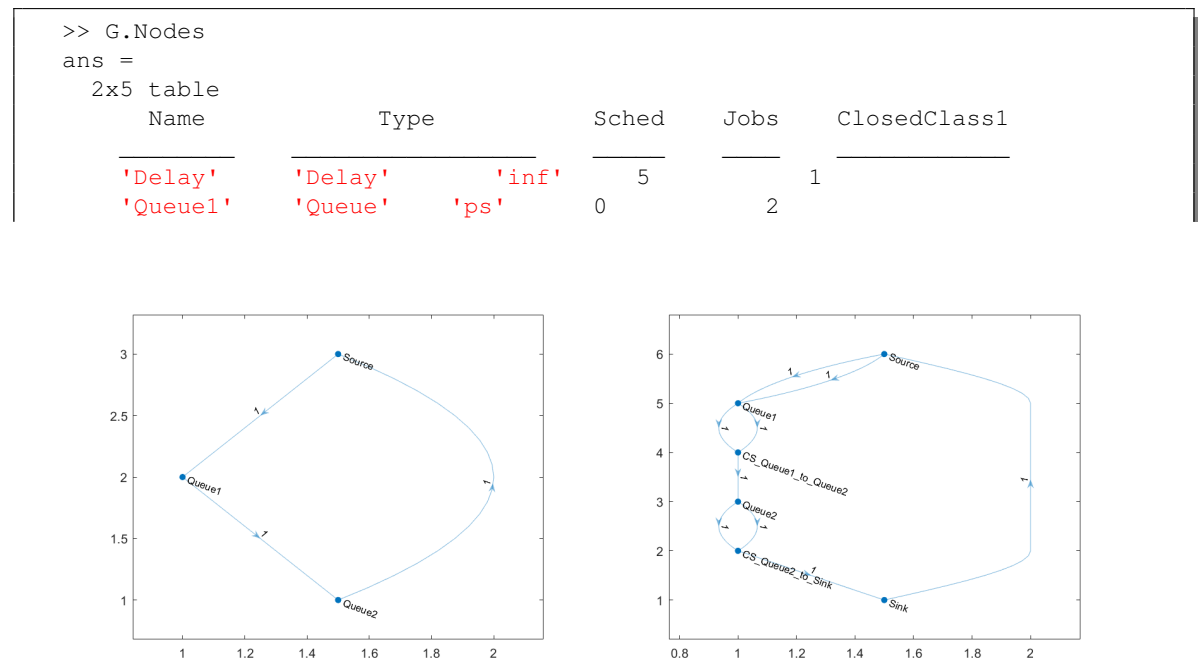 >> G.Nodes
ans =
2x5 table
Name Type Sched Jobs ClosedClass1
'Delay' 'Delay' 'inf' 5 1
'Queue1' 'Queue' 'ps' 0 2
3
2.5
2
1.5
1
1 1.2 1.4 1.6 1.8 2
Source
1
Queue1
1
1
Queue2
6
5
4
3
2
1
0.8 1 1.2 1.4 1.6 1.8 2
Source
1 1
Queue1
1 1
CS_Queue1_to_Queue2
1
1
Queue2
1 1
CS_Queue2_to_Sink
1
Sink